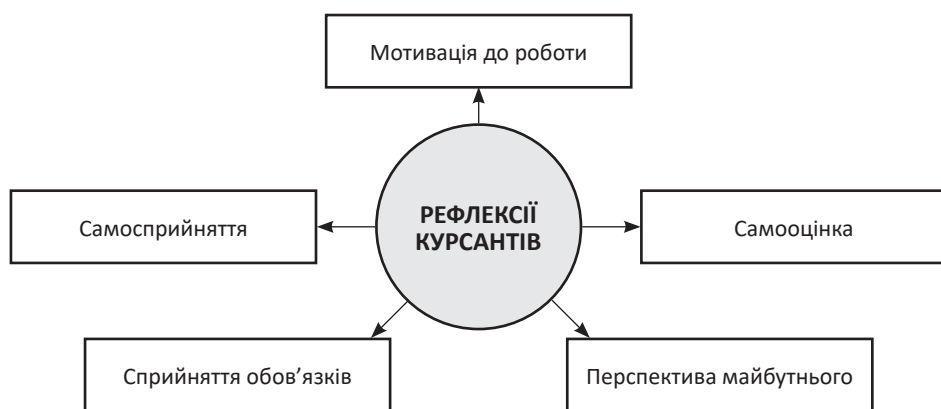 Мотивація до роботи
Самосприйняття
РЕФЛЕКСІЇ
КУРСАНТІВ
Самооцінка
Сприйняття обов’язків
Перспектива майбутнього